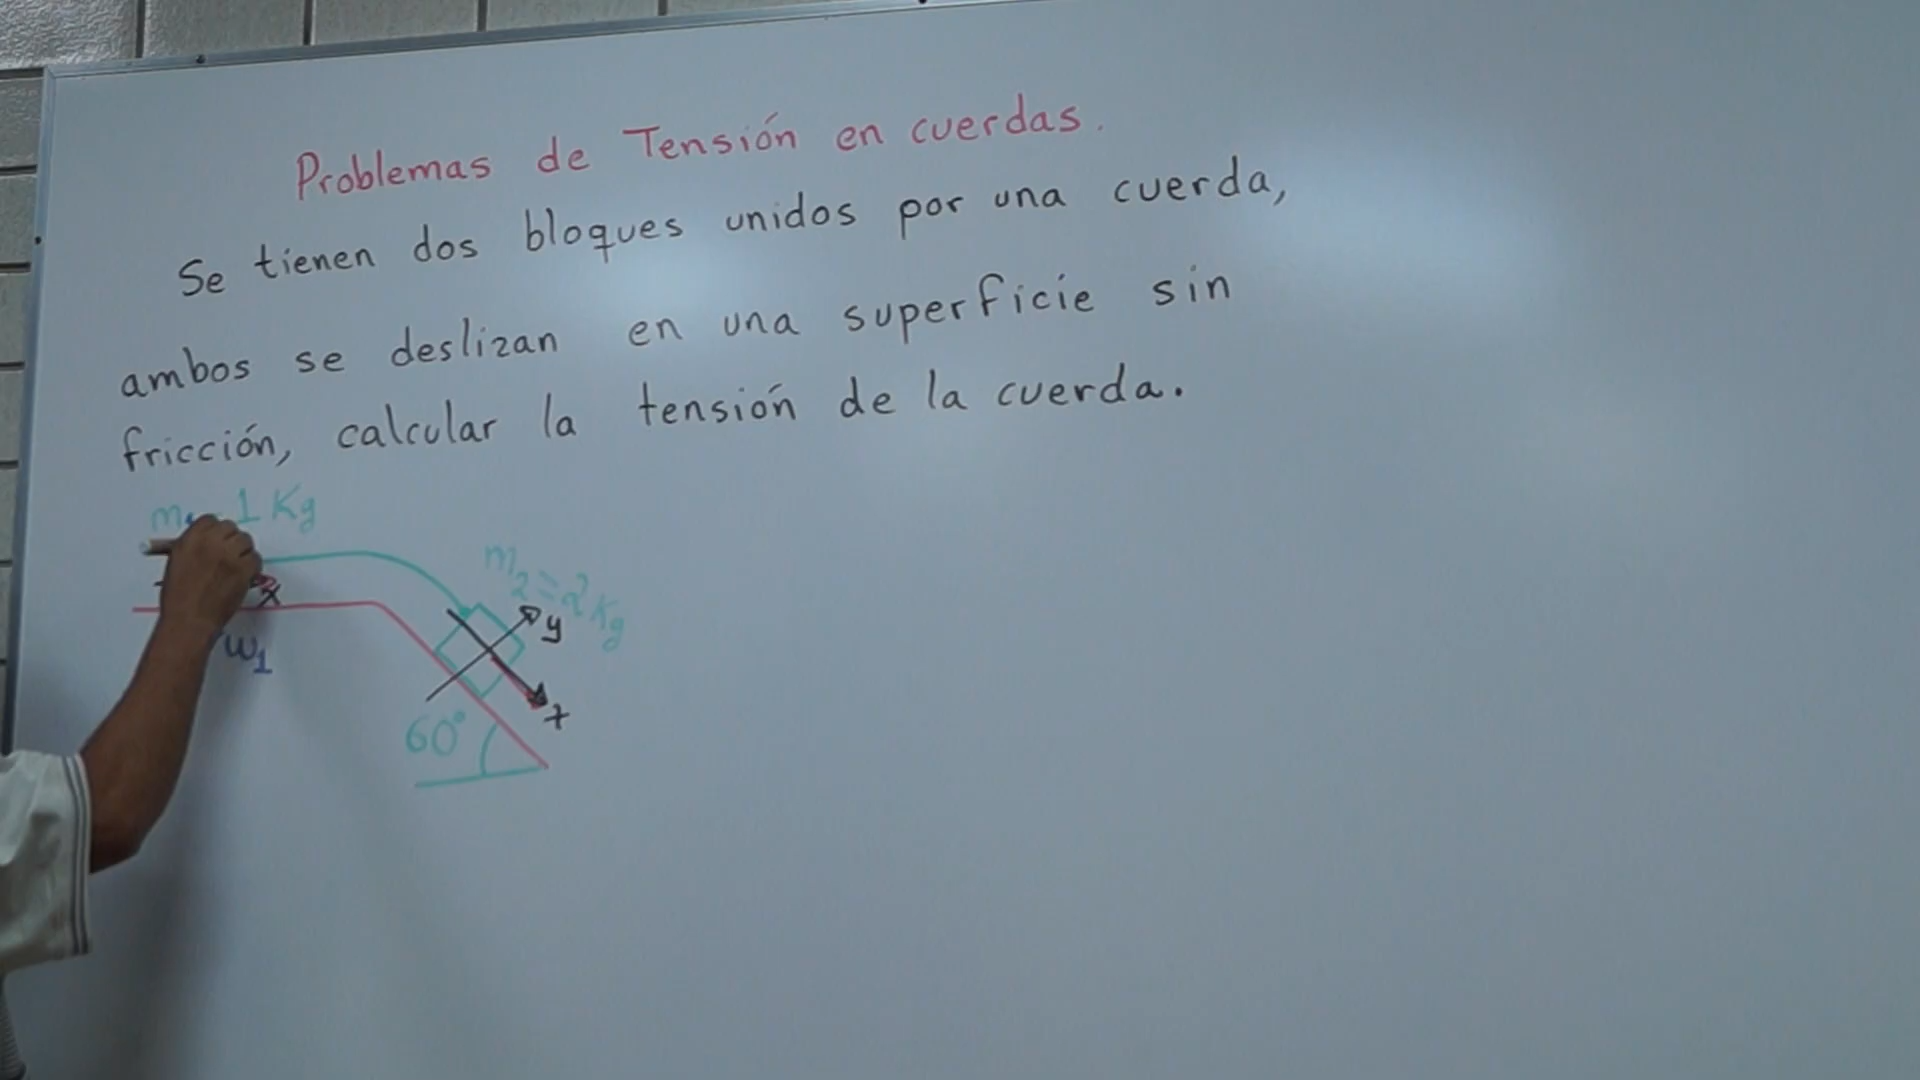 Problemas de Tensión en cuerdas.
Se tienen dos bloques unidos por una cuerda,
ambos se deslizan en una superficie sin
fricción, calcular la tensión de la cuerda.
1 Kg
m2 = 2 Kg
x
y
W1
x
60°